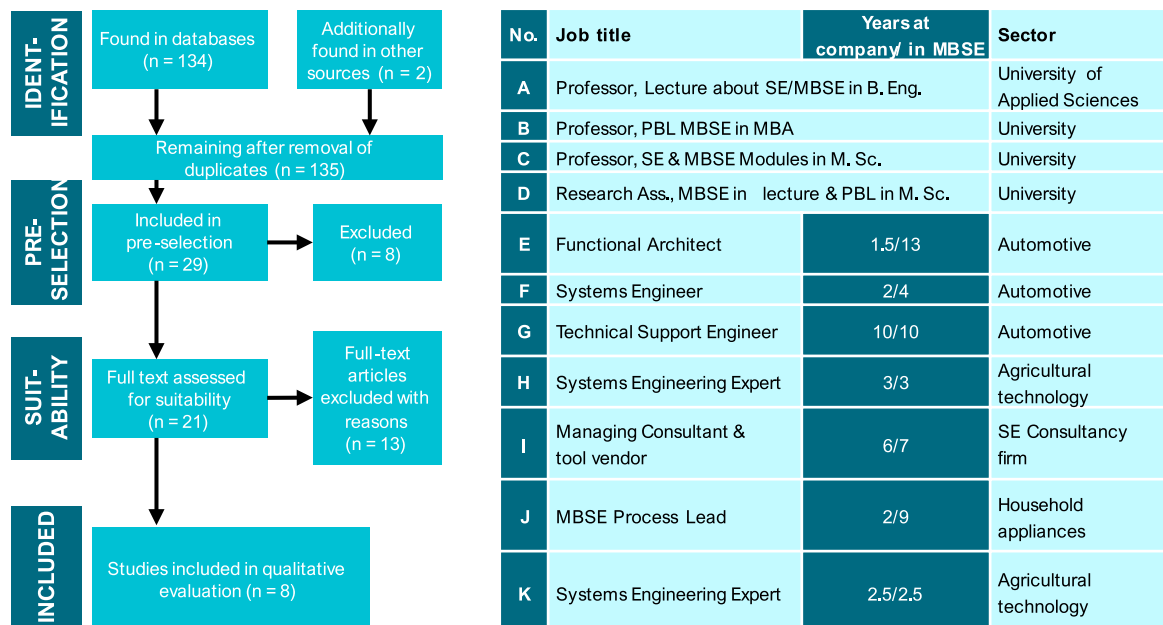 IDENT-
IFICATION
Found in databases
(n = 134)
Additionally
found in other
sources (n = 2)
Remaining after removal of
duplicates (n = 135)
PRE-
SELECTION
Included in
pre-selection
(n = 29)
Excluded
(n = 8)
SUIT-
ABILITY
Full text assessed
for suitability
(n = 21)
Full-text
articles
excluded with
reasons
(n = 13)
INCLUDED
Studies included in qualitative
evaluation (n = 8)
No. Job title Years at company/ in MBSE Sector
A Professor, Lecture about SE/MBSE in B. Eng. University of Applied Sciences
B Professor, PBL MBSE in MBA University
C Professor, SE & MBSE Modules in M. Sc. University
D Research Ass., MBSE in lecture & PBL in M. Sc. University
E Functional Architect 1.5/13 Automotive
F Systems Engineer 2/4 Automotive
G Technical Support Engineer 10/10 Automotive
H Systems Engineering Expert 3/3 Agricultural technology
I Managing Consultant & tool vendor 6/7 SE Consultancy firm
J MBSE Process Lead 2/9 Household appliances
K Systems Engineering Expert 2.5/2.5 Agricultural technology